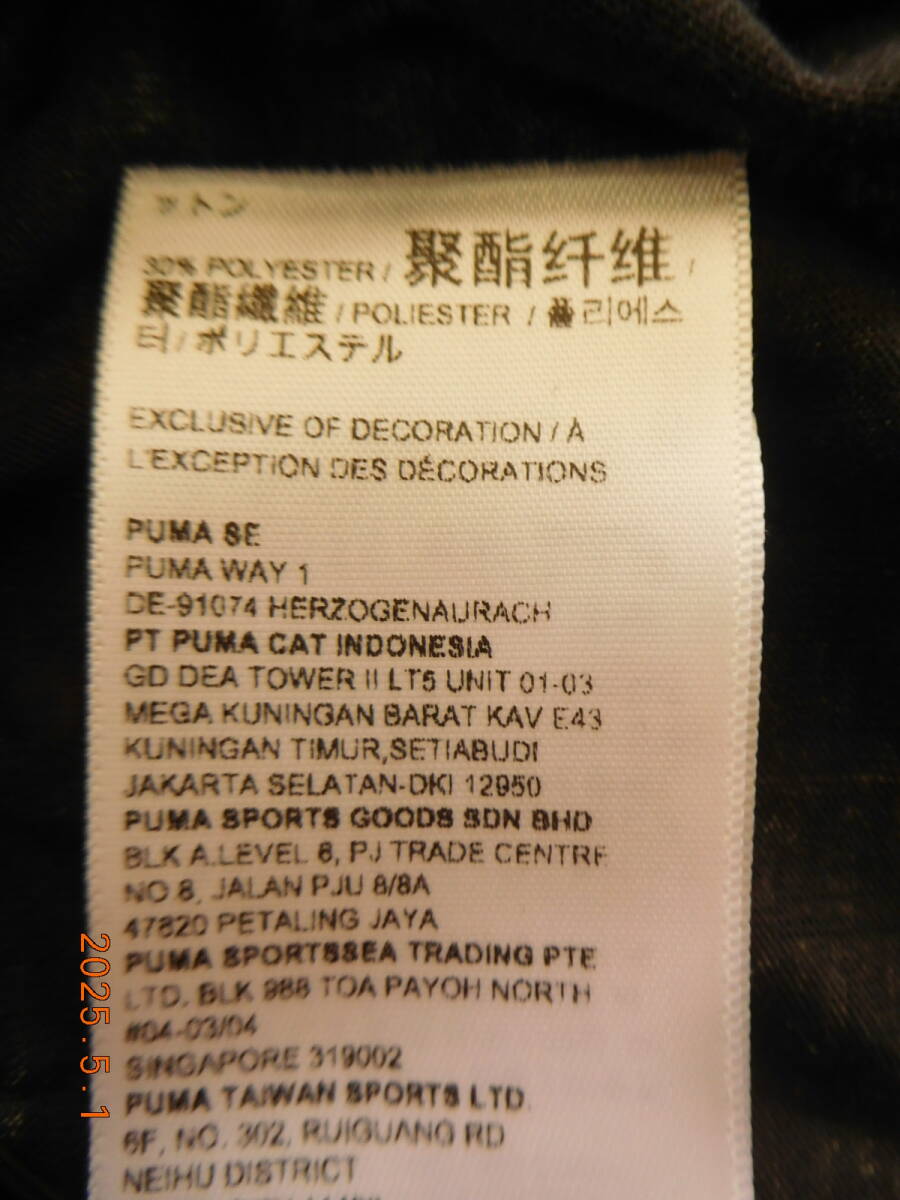 ットン
30% POLYESTER / 聚酯纤维 /
聚酯纖維 / POLIESTER / 폴리에스
터 / ポリエステル
EXCLUSIVE OF DECORATION / À
L'EXCEPTION DES DÉCORATIONS
PUMA SE
PUMA WAY 1
DE-91074 HERZOGENAURACH
PT PUMA CAT INDONESIA
GD DEA TOWER II LT5 UNIT 01-03
MEGA KUNINGAN BARAT KAV E43
KUNINGAN TIMUR,SETIABUDI
JAKARTA SELATAN-DKI 12950
PUMA SPORTS GOODS SDN BHD
BLK A.LEVEL 6, PJ TRADE CENTRE
NO 8, JALAN PJU 8/8A
47820 PETALING JAYA
PUMA SPORTSSEA TRADING PTE
LTD. BLK 988 TOA PAYOH NORTH
#04-03/04
SINGAPORE 319002
PUMA TAIWAN SPORTS LTD.
6F, NO. 302, RUIGUANG RD
NEIHU DISTRICT
2025.5.1